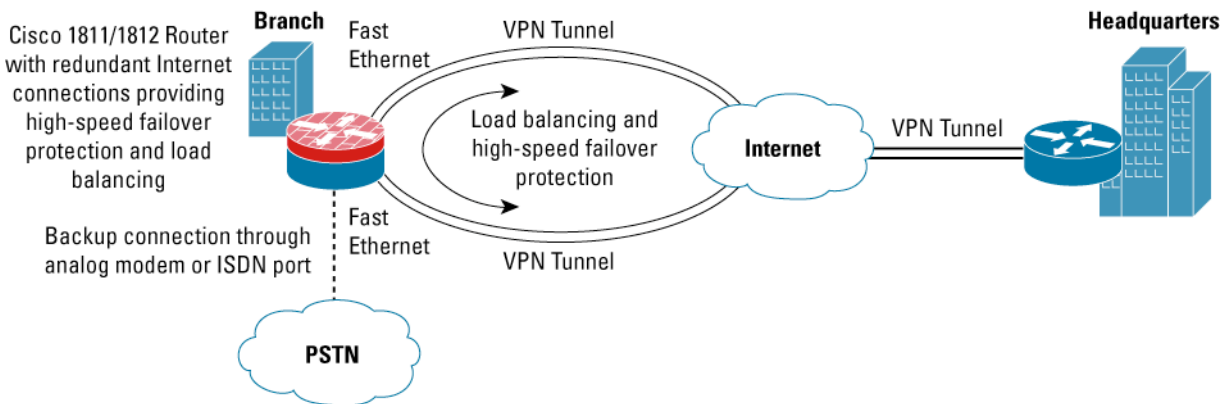 Branch
Cisco 1811/1812 Router
with redundant Internet
connections providing
high-speed failover
protection and load
balancing
Fast
Ethernet
VPN Tunnel
Load balancing and
high-speed failover
protection
Internet
VPN Tunnel
Headquarters
Fast
Ethernet
VPN Tunnel
Backup connection through
analog modem or ISDN port
PSTN